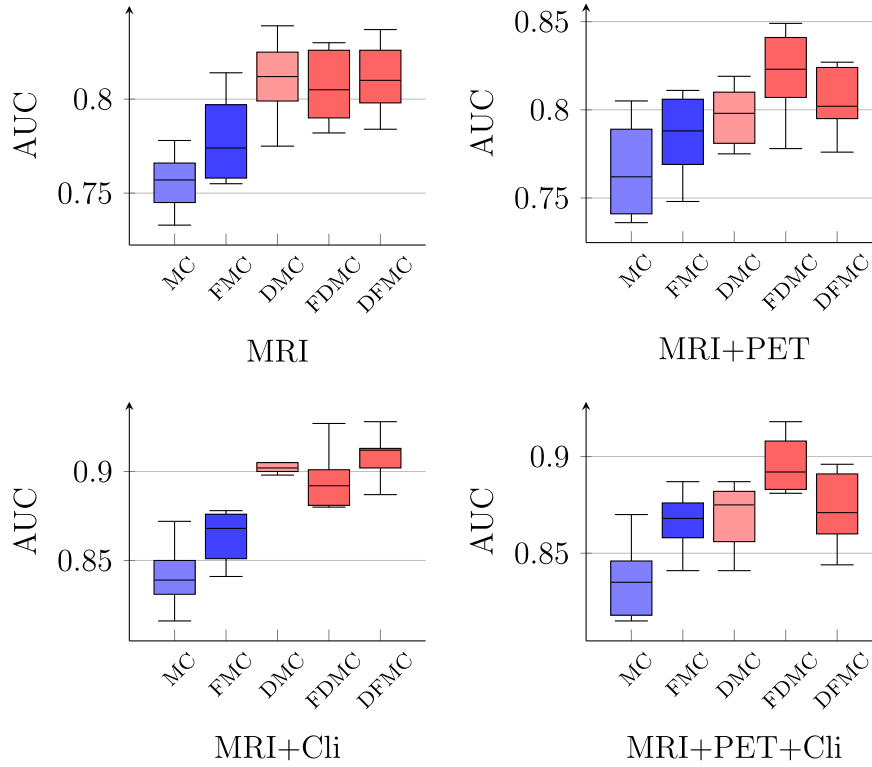 AUC
0.8
0.75
MC
FMC
DMC
FDMC
DFMC
MRI
AUC
0.85
0.8
0.75
MC
FMC
DMC
FDMC
DFMC
MRI+PET
AUC
0.9
0.85
MC
FMC
DMC
FDMC
DFMC
MRI+Cli
AUC
0.9
0.85
MC
FMC
DMC
FDMC
DFMC
MRI+PET+Cli